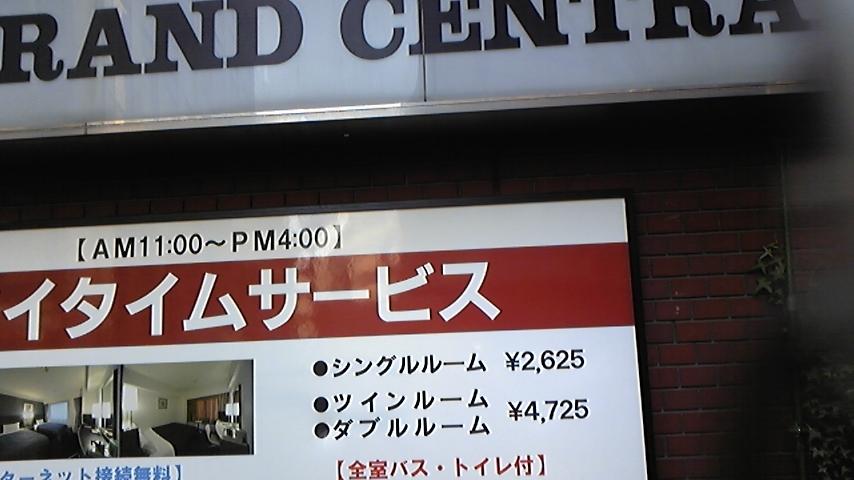 RAND CENTRA
【AM11:00～PM4:00】
イタイムサービス
●シングルルーム ¥2,625
●ツインルーム
●ダブルルーム ¥4,725
【全室バス・トイレ付】
ターネット接続無料】